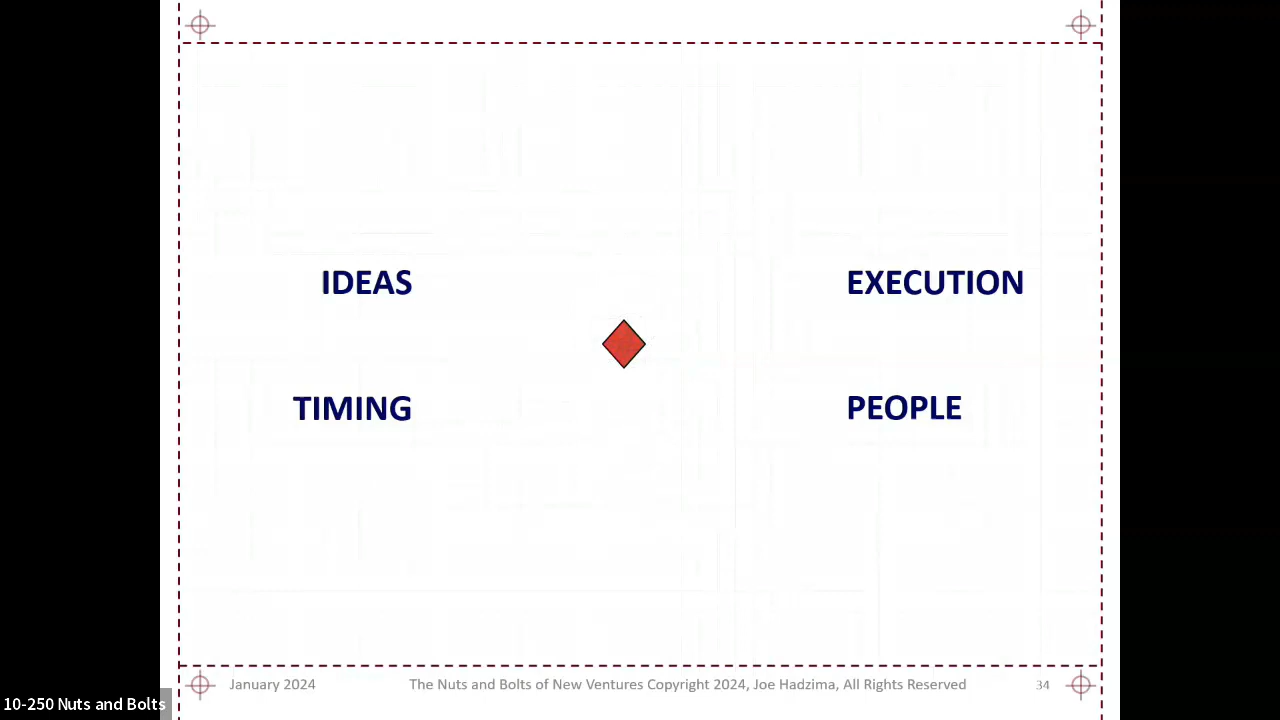 IDEAS
EXECUTION
TIMING
PEOPLE
January 2024
The Nuts and Bolts of New Ventures Copyright 2024, Joe Hadzima, All Rights Reserved
34
10-250 Nuts and Bolts